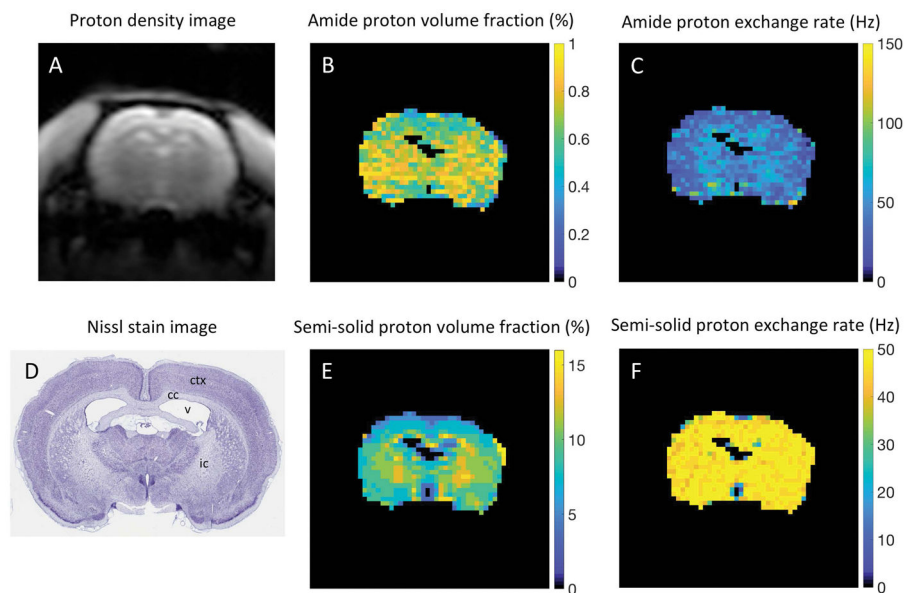 Proton density image
Amide proton volume fraction (%)
Amide proton exchange rate (Hz)
A
B
1
0.8
0.6
0.4
0.2
0
C
150
100
50
0
Nissl stain image
Semi-solid proton volume fraction (%)
Semi-solid proton exchange rate (Hz)
D
ctx
cc
v
ic
E
15
10
5
0
F
50
40
30
20
10
0